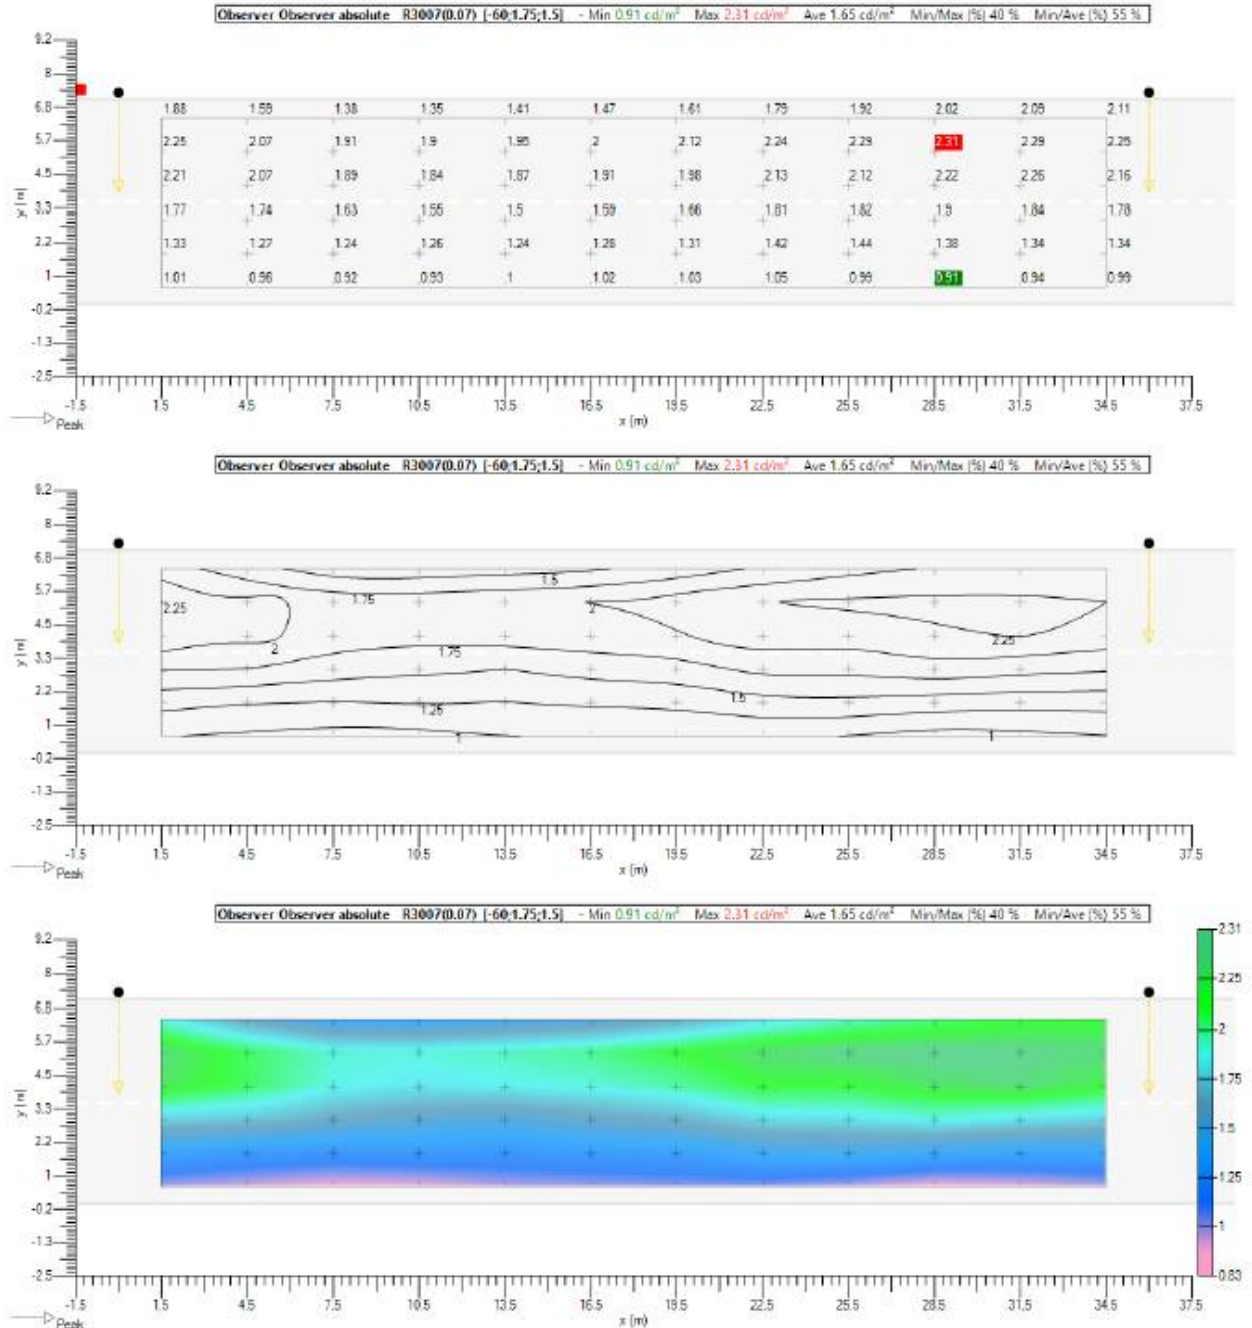 Observer Observer absolute R3007(0.07) [-60;1.75;1.5] - Min 0.91 cd/m² Max 2.31 cd/m² Ave 1.65 cd/m² Min/Max (%) 40 % Min/Ave (%) 55 %
9.2
8
6.8 1.88 1.59 1.38 1.35 1.41 1.47 1.61 1.79 1.92 2.02 2.09 2.11
5.7 2.25 2.07 1.91 1.9 1.95 2 2.12 2.24 2.29 2.31 2.29 2.25
4.5 2.21 2.07 1.89 1.84 1.87 1.91 1.98 2.13 2.12 2.22 2.25 2.15
3.3 1.77 1.74 1.63 1.55 1.5 1.59 1.66 1.81 1.82 1.9 1.84 1.78
2.2 1.33 1.27 1.24 1.26 1.24 1.28 1.31 1.42 1.44 1.38 1.34 1.34
1 1.01 0.96 0.92 0.93 1 1.02 1.03 1.05 0.99 0.91 0.94 0.99
-0.2
-1.3
-2.5
y [m]
-1.5 1.5 4.5 7.5 10.5 13.5 16.5 19.5 22.5 25.5 28.5 31.5 34.5 37.5
Peak x [m]
Observer Observer absolute R3007(0.07) [-60;1.75;1.5] - Min 0.91 cd/m² Max 2.31 cd/m² Ave 1.65 cd/m² Min/Max (%) 40 % Min/Ave (%) 55 %
9.2
8
6.8
5.7 1.5
1.75
2.25 2
4.5
2.25
3.3 2 1.75
2.2
1.5
1.25
1
1 1
-0.2
-1.3
-2.5
y [m]
-1.5 1.5 4.5 7.5 10.5 13.5 16.5 19.5 22.5 25.5 28.5 31.5 34.5 37.5
Peak x [m]
Observer Observer absolute R3007(0.07) [-60;1.75;1.5] - Min 0.91 cd/m² Max 2.31 cd/m² Ave 1.65 cd/m² Min/Max (%) 40 % Min/Ave (%) 55 %
9.2
8
6.8
5.7
4.5
3.3
2.2
1
-0.2
-1.3
-2.5
y [m]
2.31
2.25
2
1.75
1.5
1.25
1
0.83
-1.5 1.5 4.5 7.5 10.5 13.5 16.5 19.5 22.5 25.5 28.5 31.5 34.5 37.5
Peak x [m]